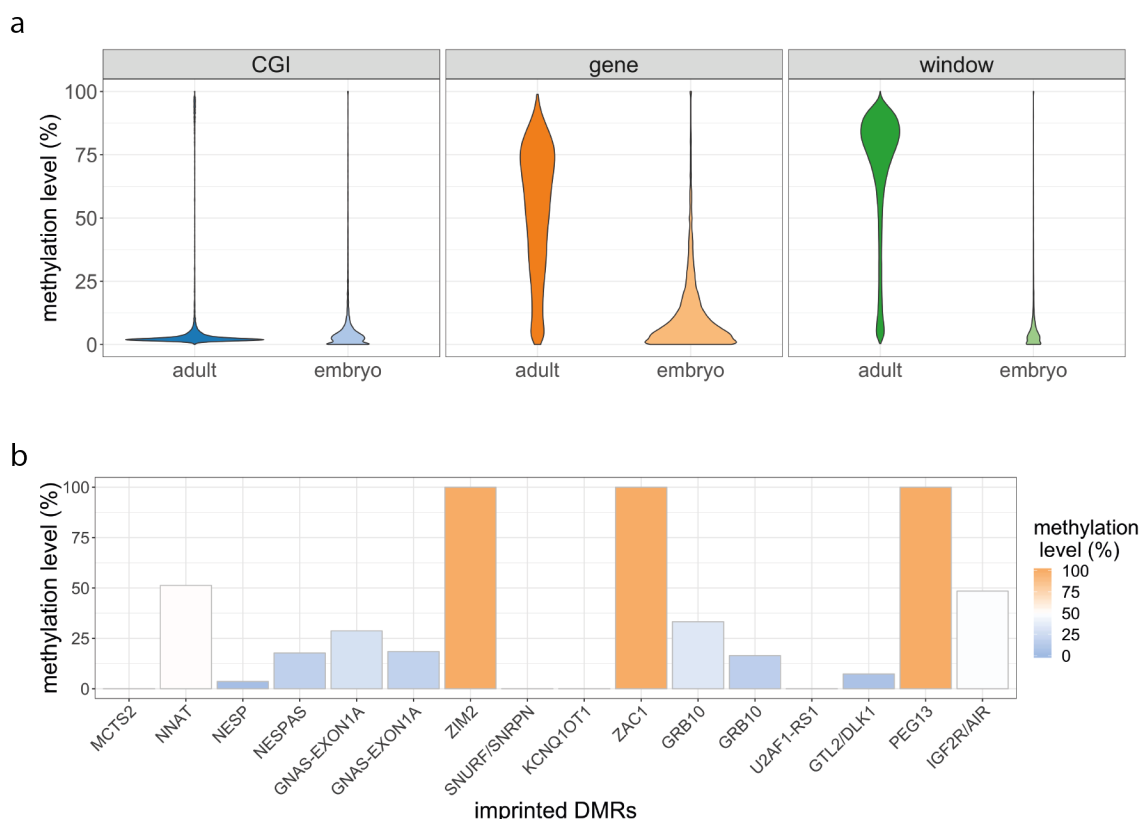 a
CGI
gene
window
methylation level (%)
100
75
50
25
0
adult
embryo
adult
embryo
adult
embryo
b
methylation level (%)
100
75
50
25
0
MCTS2
NNAT
NESP
NESPAS
GNAS-EXON1A
GNAS-EXON1A
ZIM2
SNURF/SNRPN
KCNQ1OT1
ZAC1
GRB10
GRB10
U2AF1-RS1
GTL2/DLK1
PEG13
IGF2R/AIR
imprinted DMRs
methylation
level (%)
100
75
50
25
0